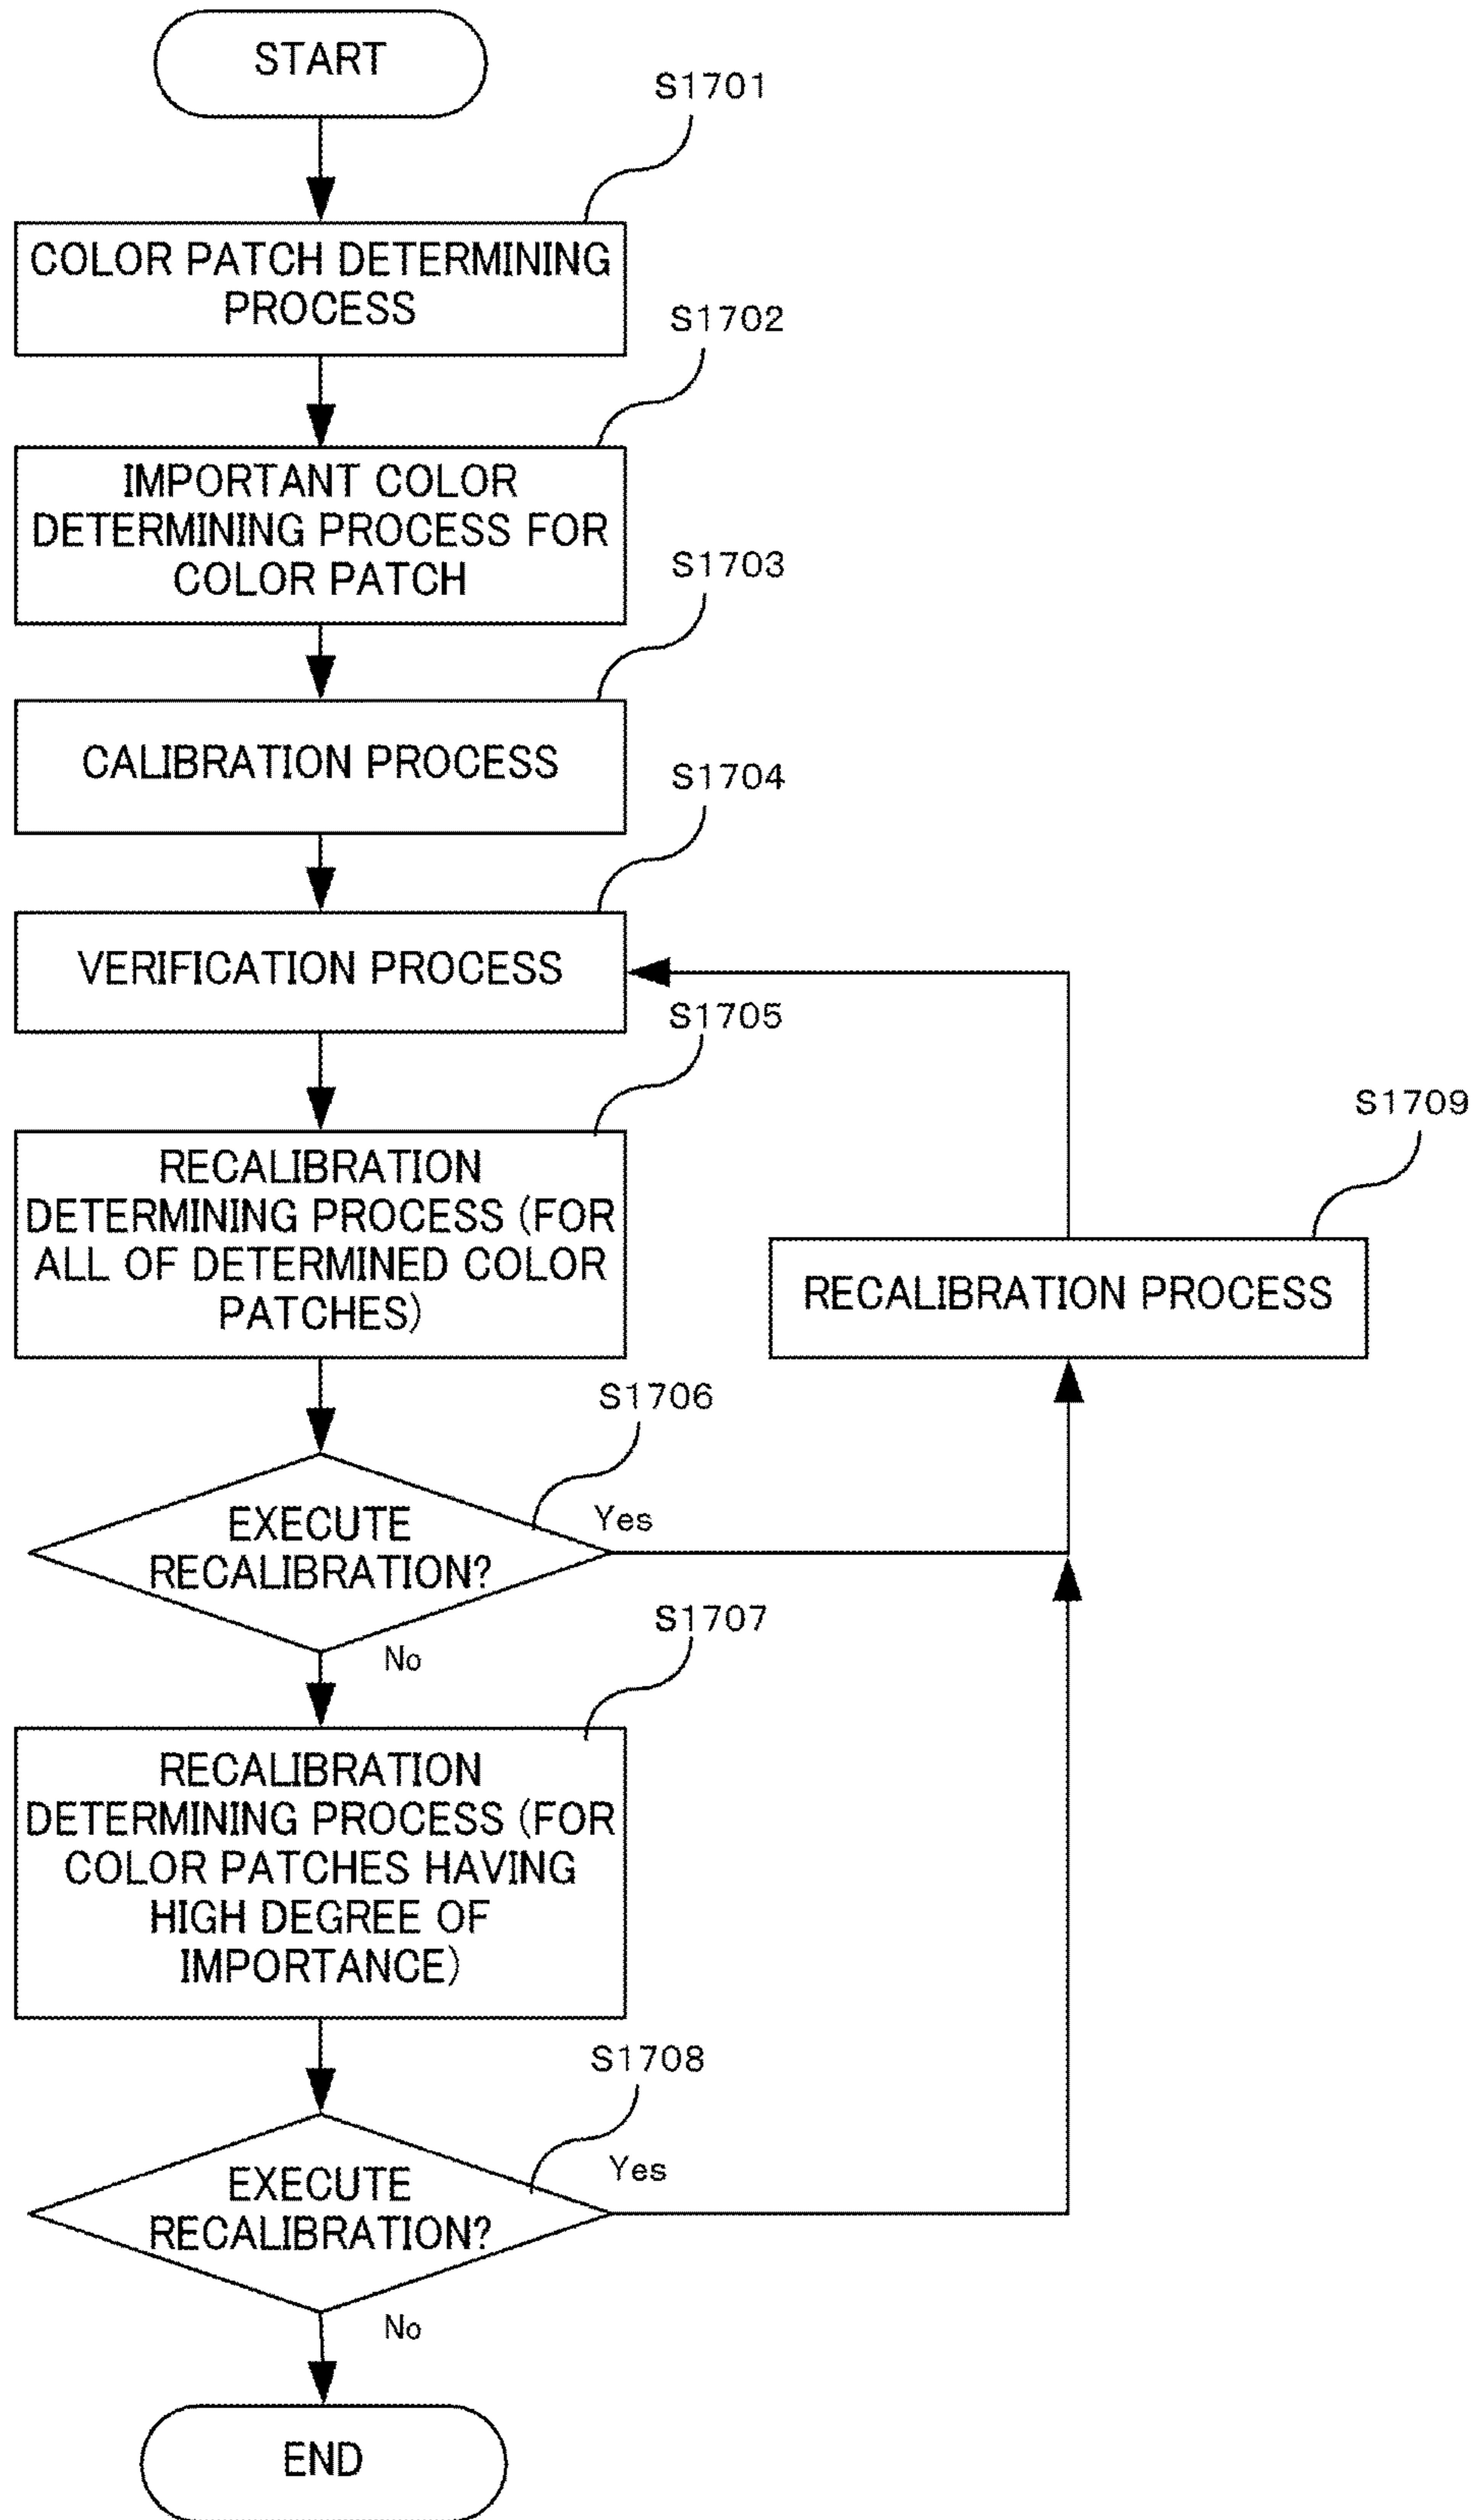 START
S1701
COLOR PATCH DETERMINING
PROCESS
S1702
IMPORTANT COLOR
DETERMINING PROCESS FOR
COLOR PATCH
S1703
CALIBRATION PROCESS
S1704
VERIFICATION PROCESS
S1705
RECALIBRATION
DETERMINING PROCESS (FOR
ALL OF DETERMINED COLOR
PATCHES)
S1709
RECALIBRATION PROCESS
S1706
EXECUTE
RECALIBRATION?
Yes
No
S1707
RECALIBRATION
DETERMINING PROCESS (FOR
COLOR PATCHES HAVING
HIGH DEGREE OF
IMPORTANCE)
S1708
EXECUTE
RECALIBRATION?
Yes
No
END